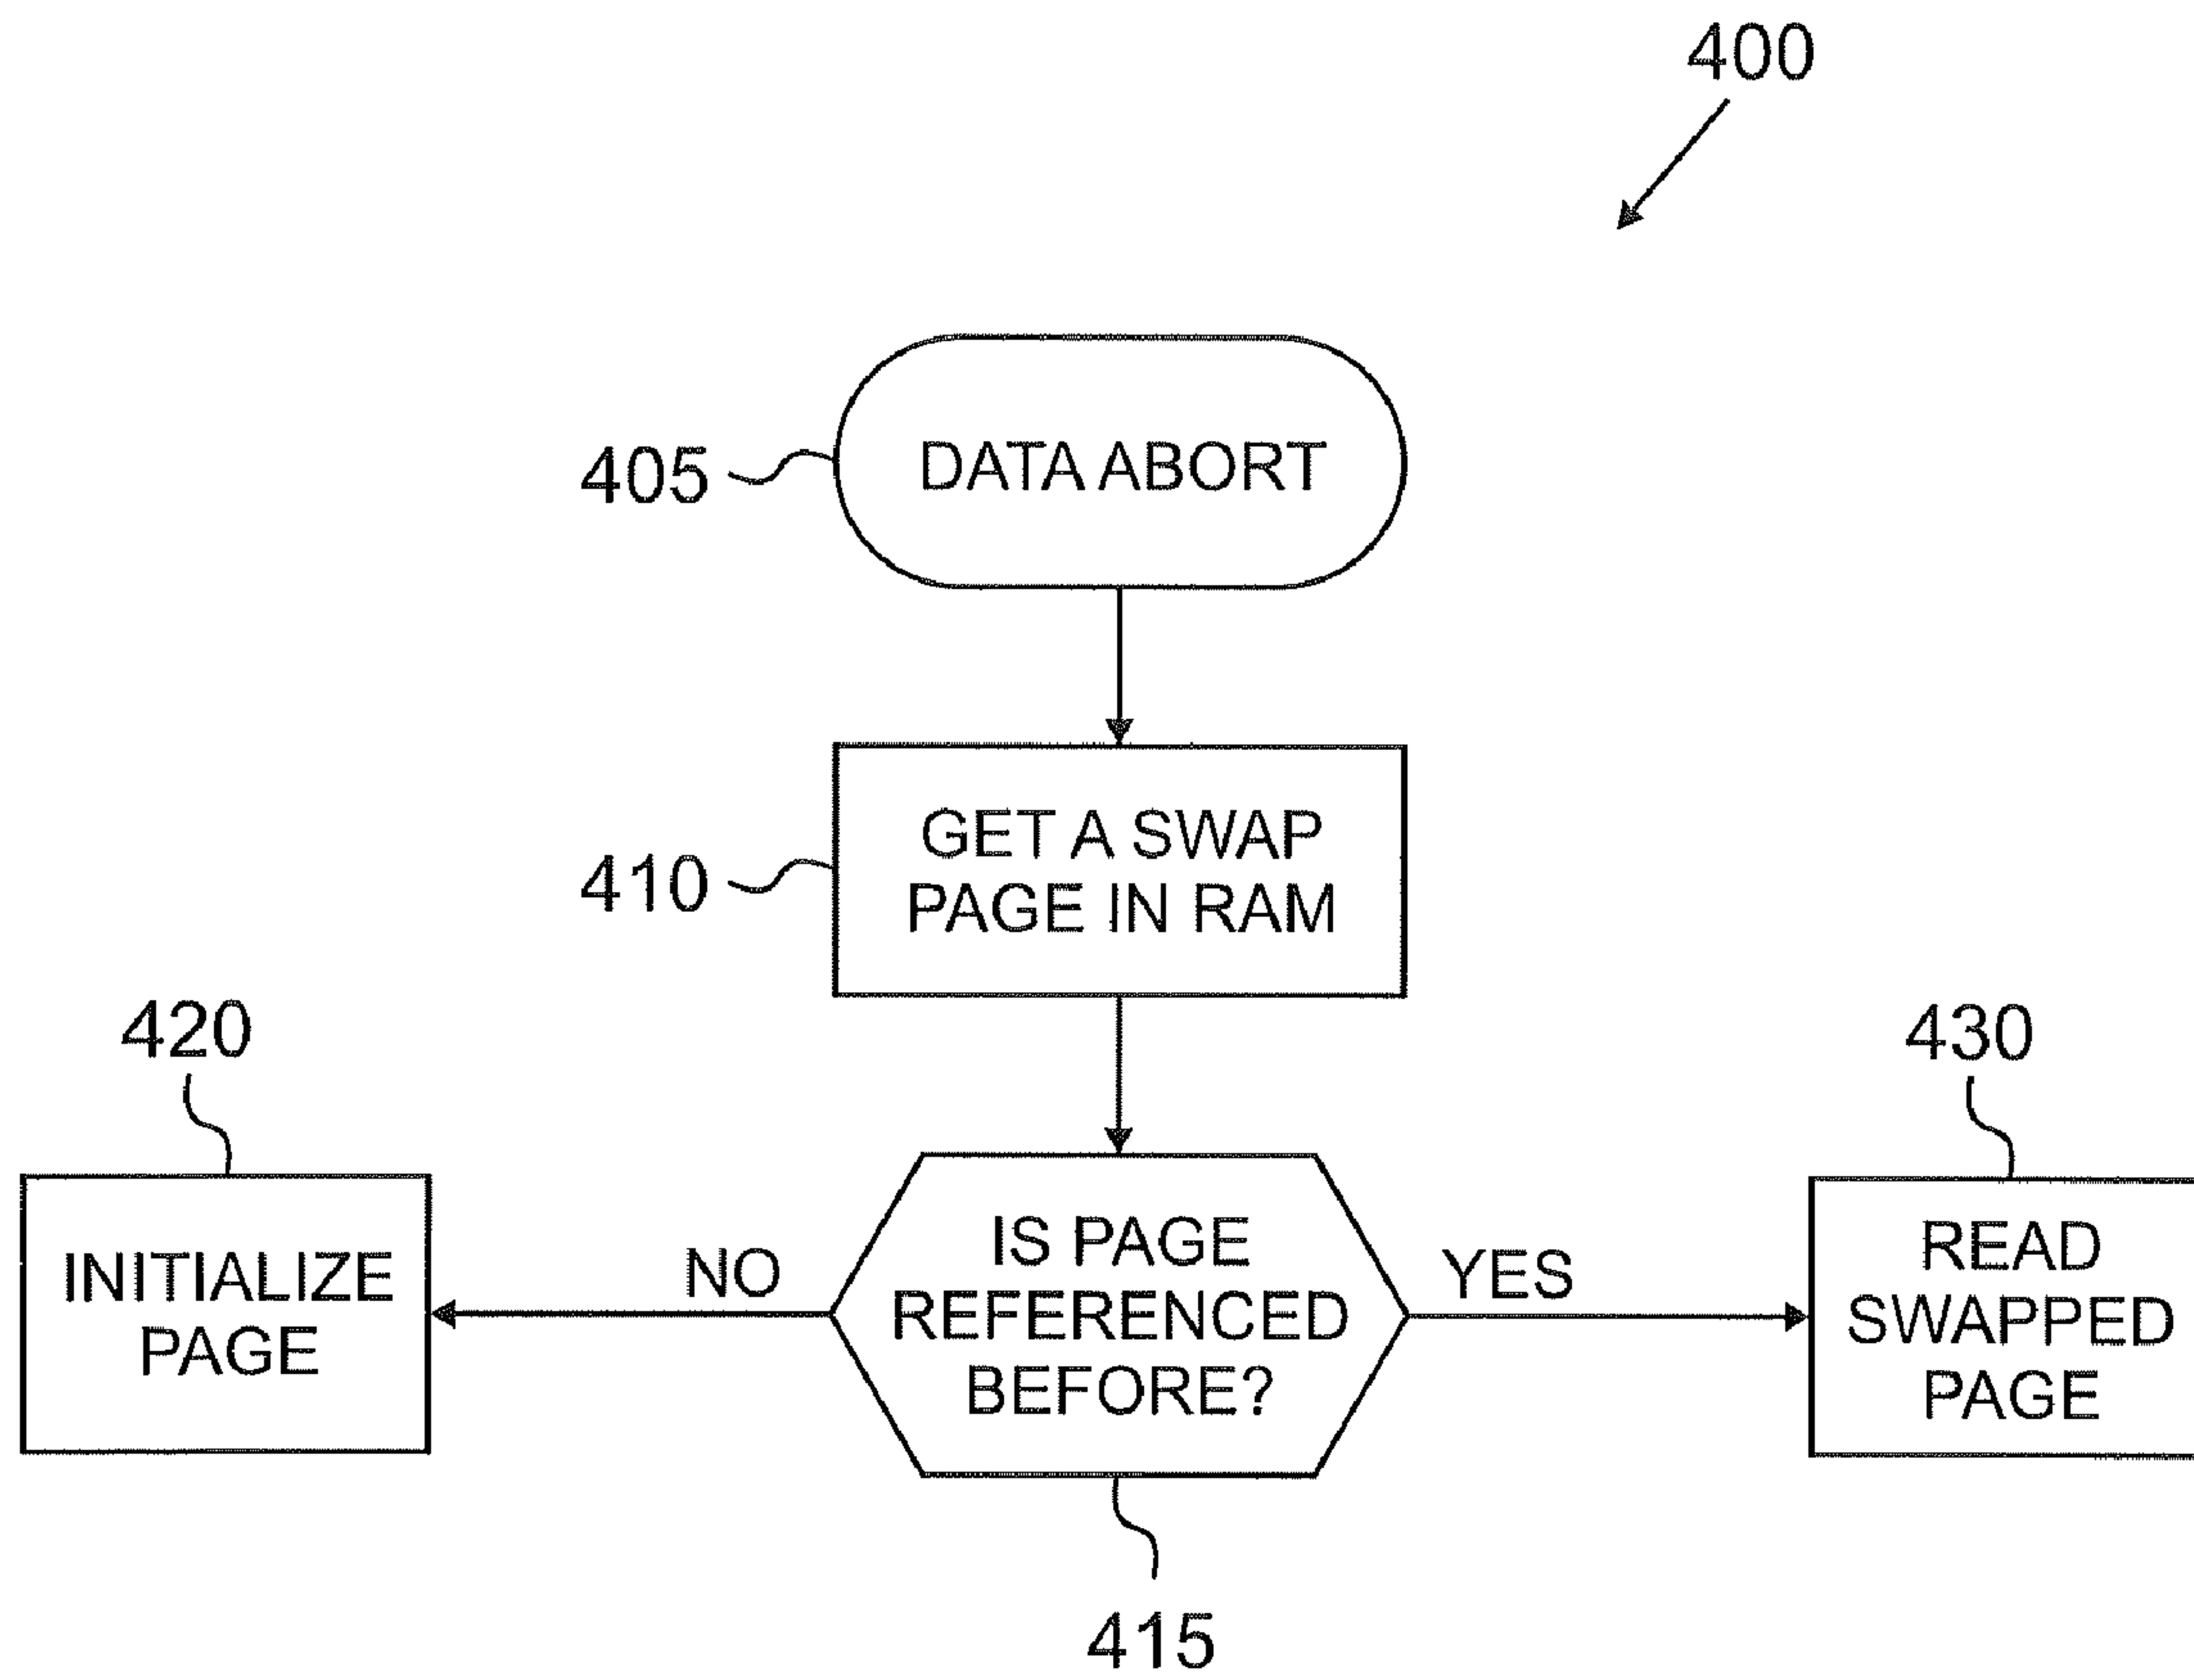 400
405
DATA ABORT
410
GET A SWAP
PAGE IN RAM
420
430
INITIALIZE
PAGE
NO
IS PAGE
REFERENCED
BEFORE?
YES
READ
SWAPPED
PAGE
415